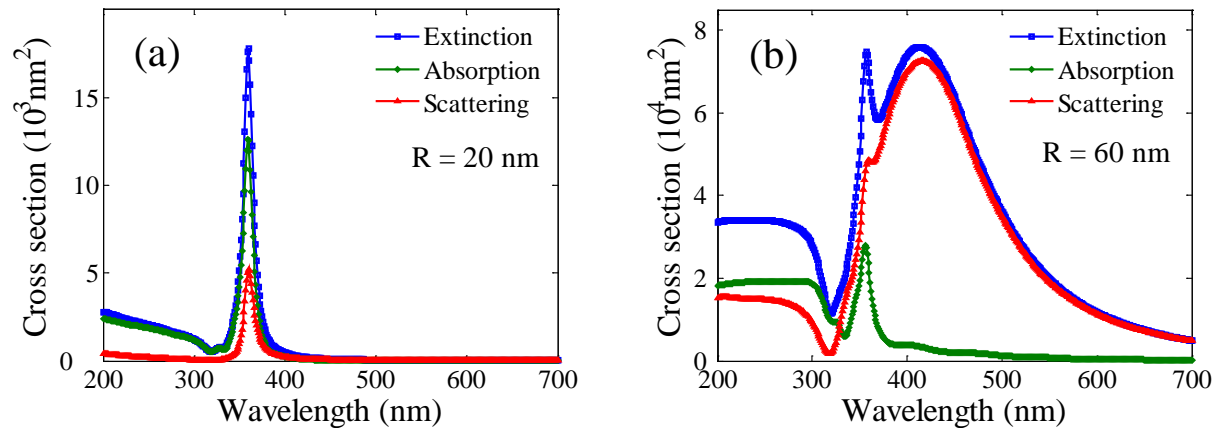 (a)
Extinction
Absorption
Scattering
R = 20 nm
Cross section (10³nm²)
15
10
5
0
200 300 400 500 600 700
Wavelength (nm)
(b)
Extinction
Absorption
Scattering
R = 60 nm
Cross section (10⁴nm²)
8
6
4
2
0
200 300 400 500 600 700
Wavelength (nm)